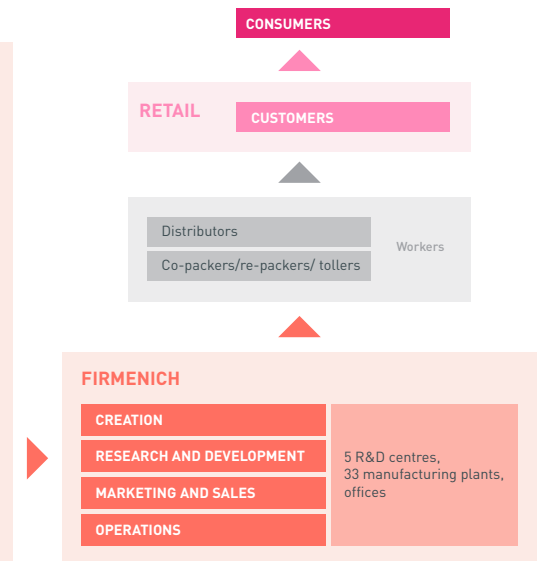 CONSUMERS
RETAIL
CUSTOMERS
Distributors
Workers
Co-packers/re-packers/ tollers
FIRMENICH
CREATION
RESEARCH AND DEVELOPMENT
MARKETING AND SALES
OPERATIONS
5 R&D centres,
33 manufacturing plants,
offices